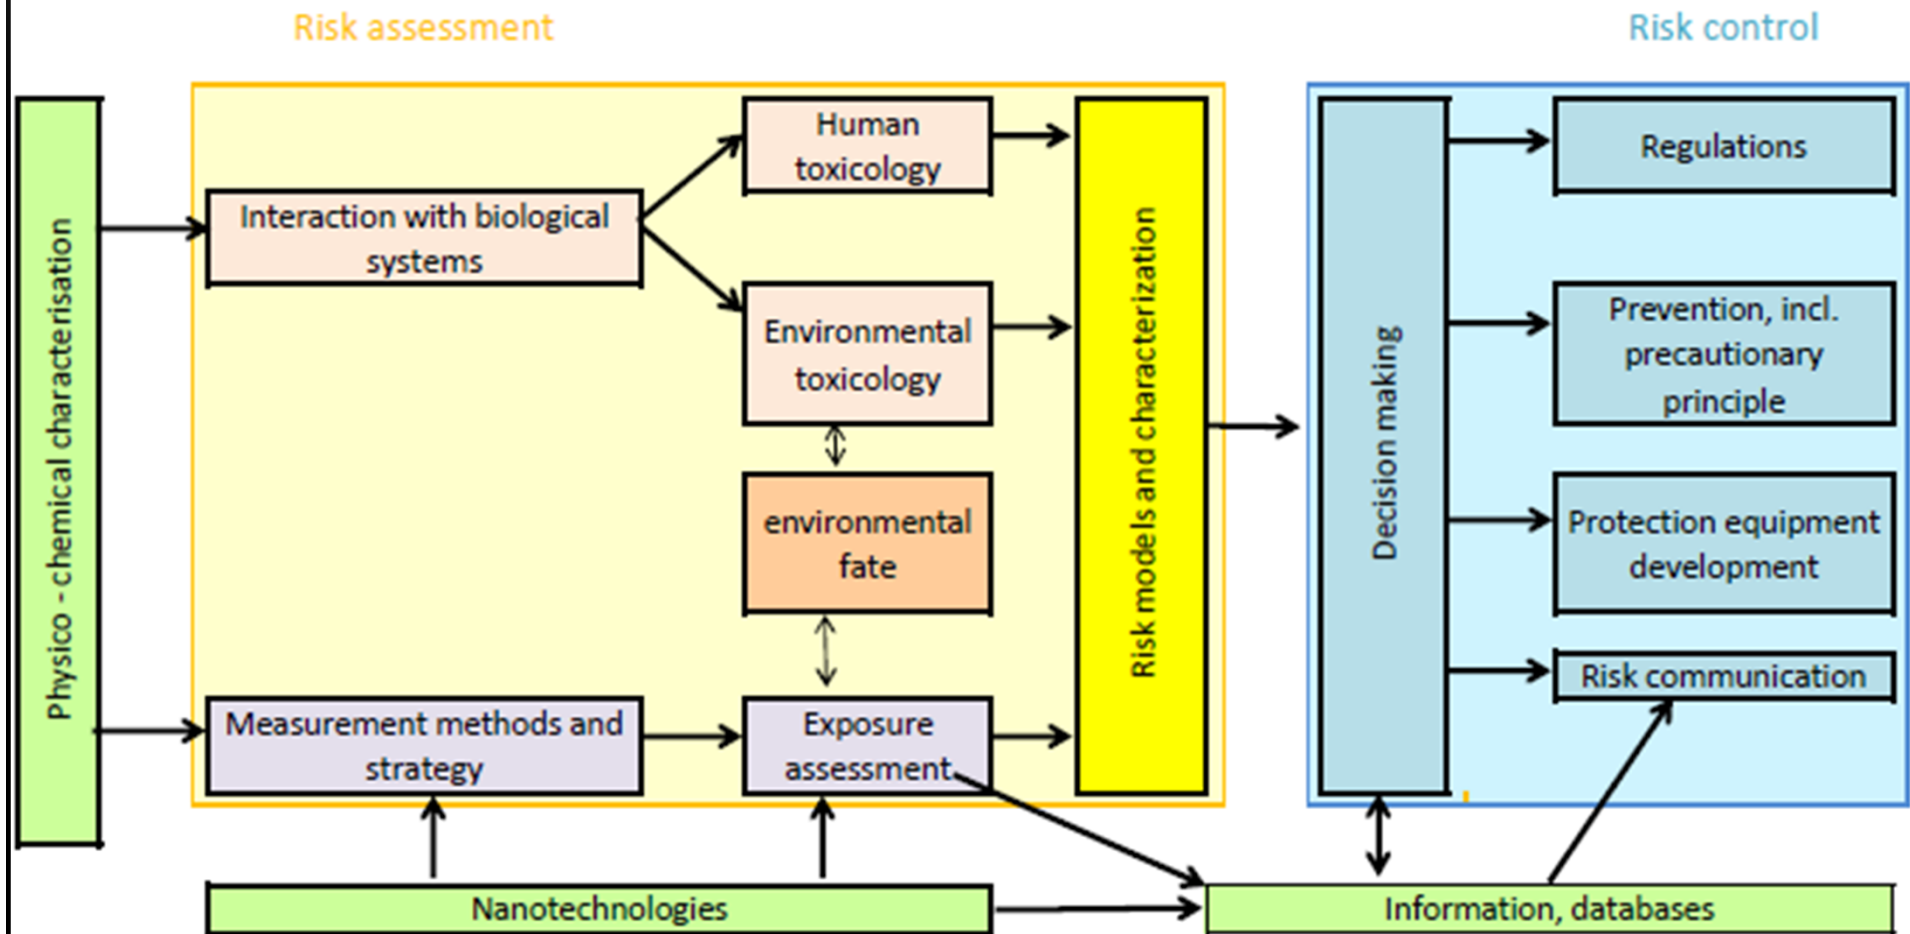 Risk assessment
Risk control
Physico - chemical characterisation
Interaction with biological
systems
Human
toxicology
Environmental
toxicology
environmental
fate
Measurement methods and
strategy
Exposure
assessment
Risk models and characterization
Decision making
Regulations
Prevention, incl.
precautionary
principle
Protection equipment
development
Risk communication
Nanotechnologies
Information, databases